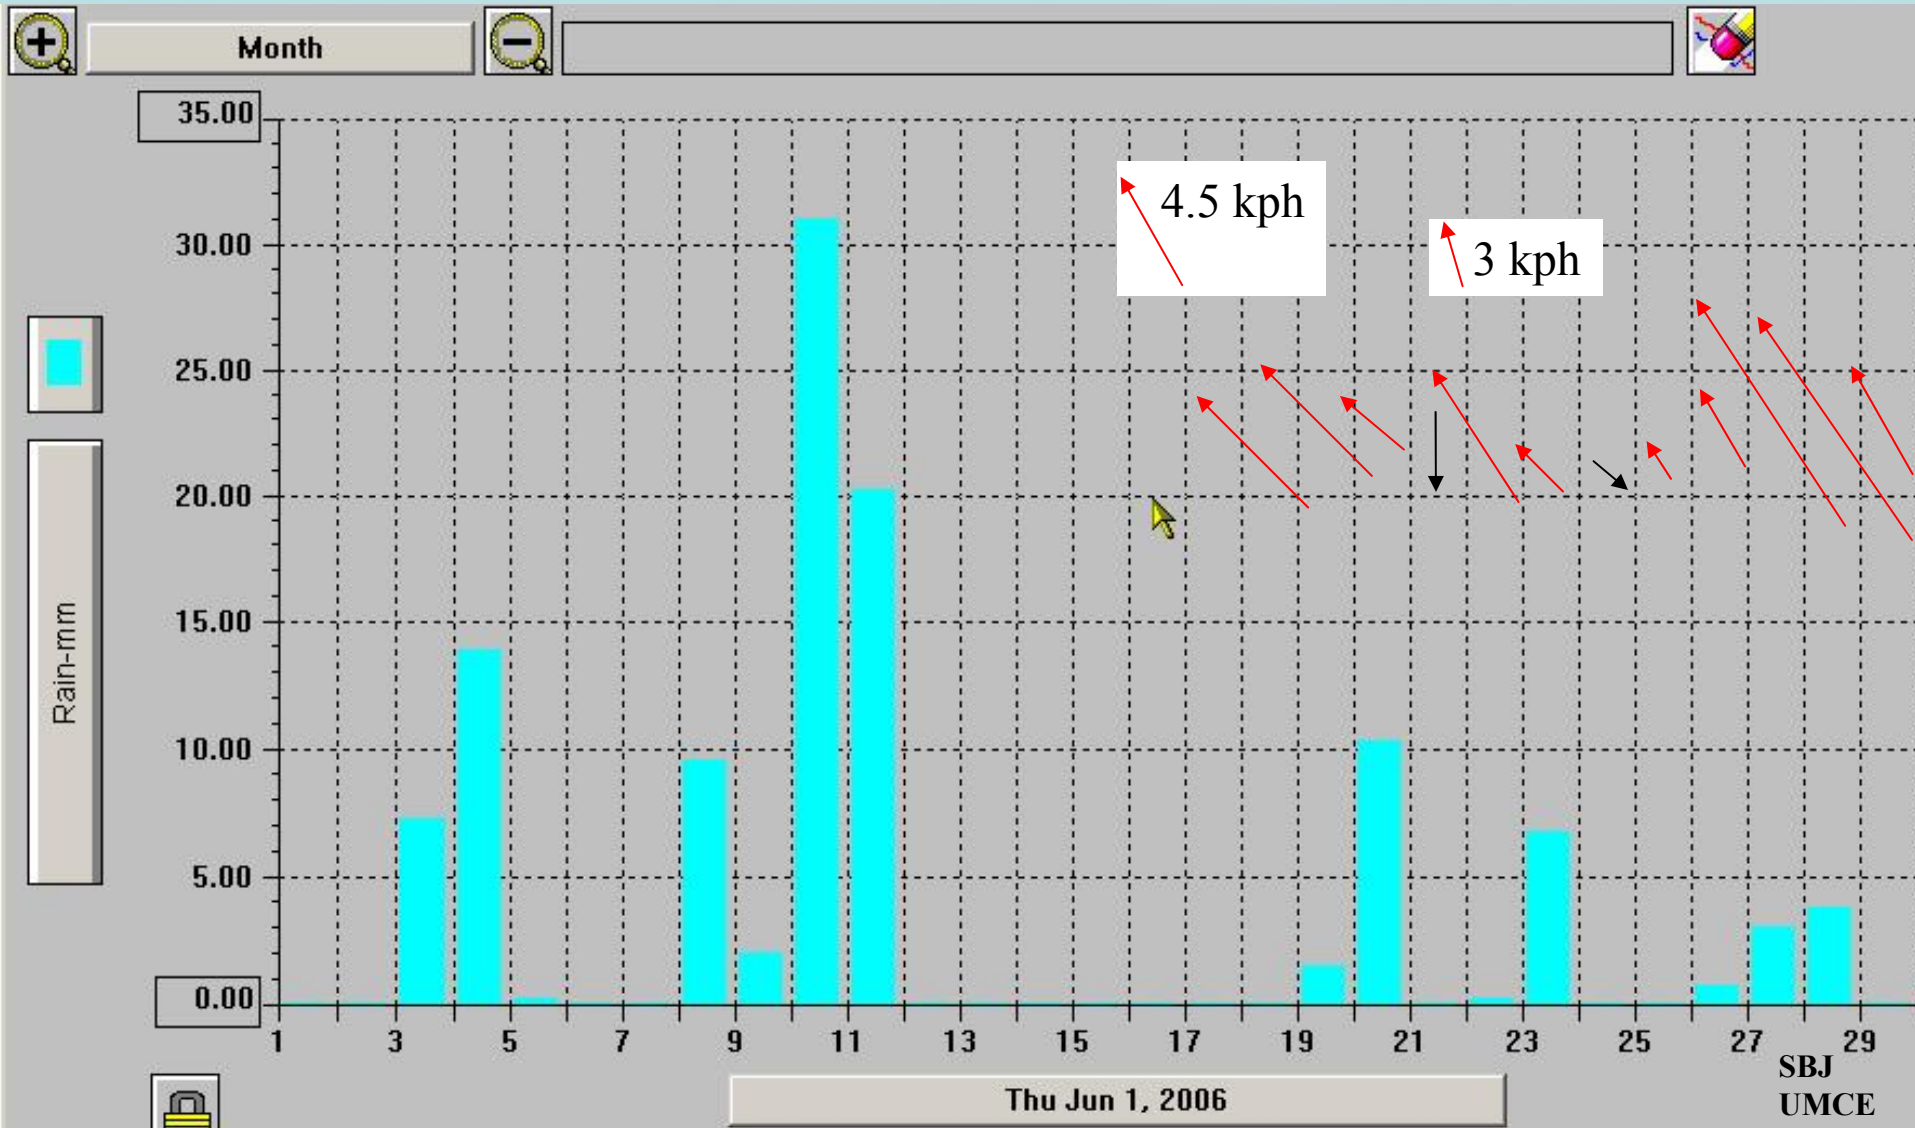 Month
35.00
4.5 kph
30.00
3 kph
25.00
20.00
15.00
Rain-mm
10.00
5.00
0.00
1 3 5 7 9 11 13 15 17 19 21 23 25 27 29
SBJ
Thu Jun 1, 2006
UMCE